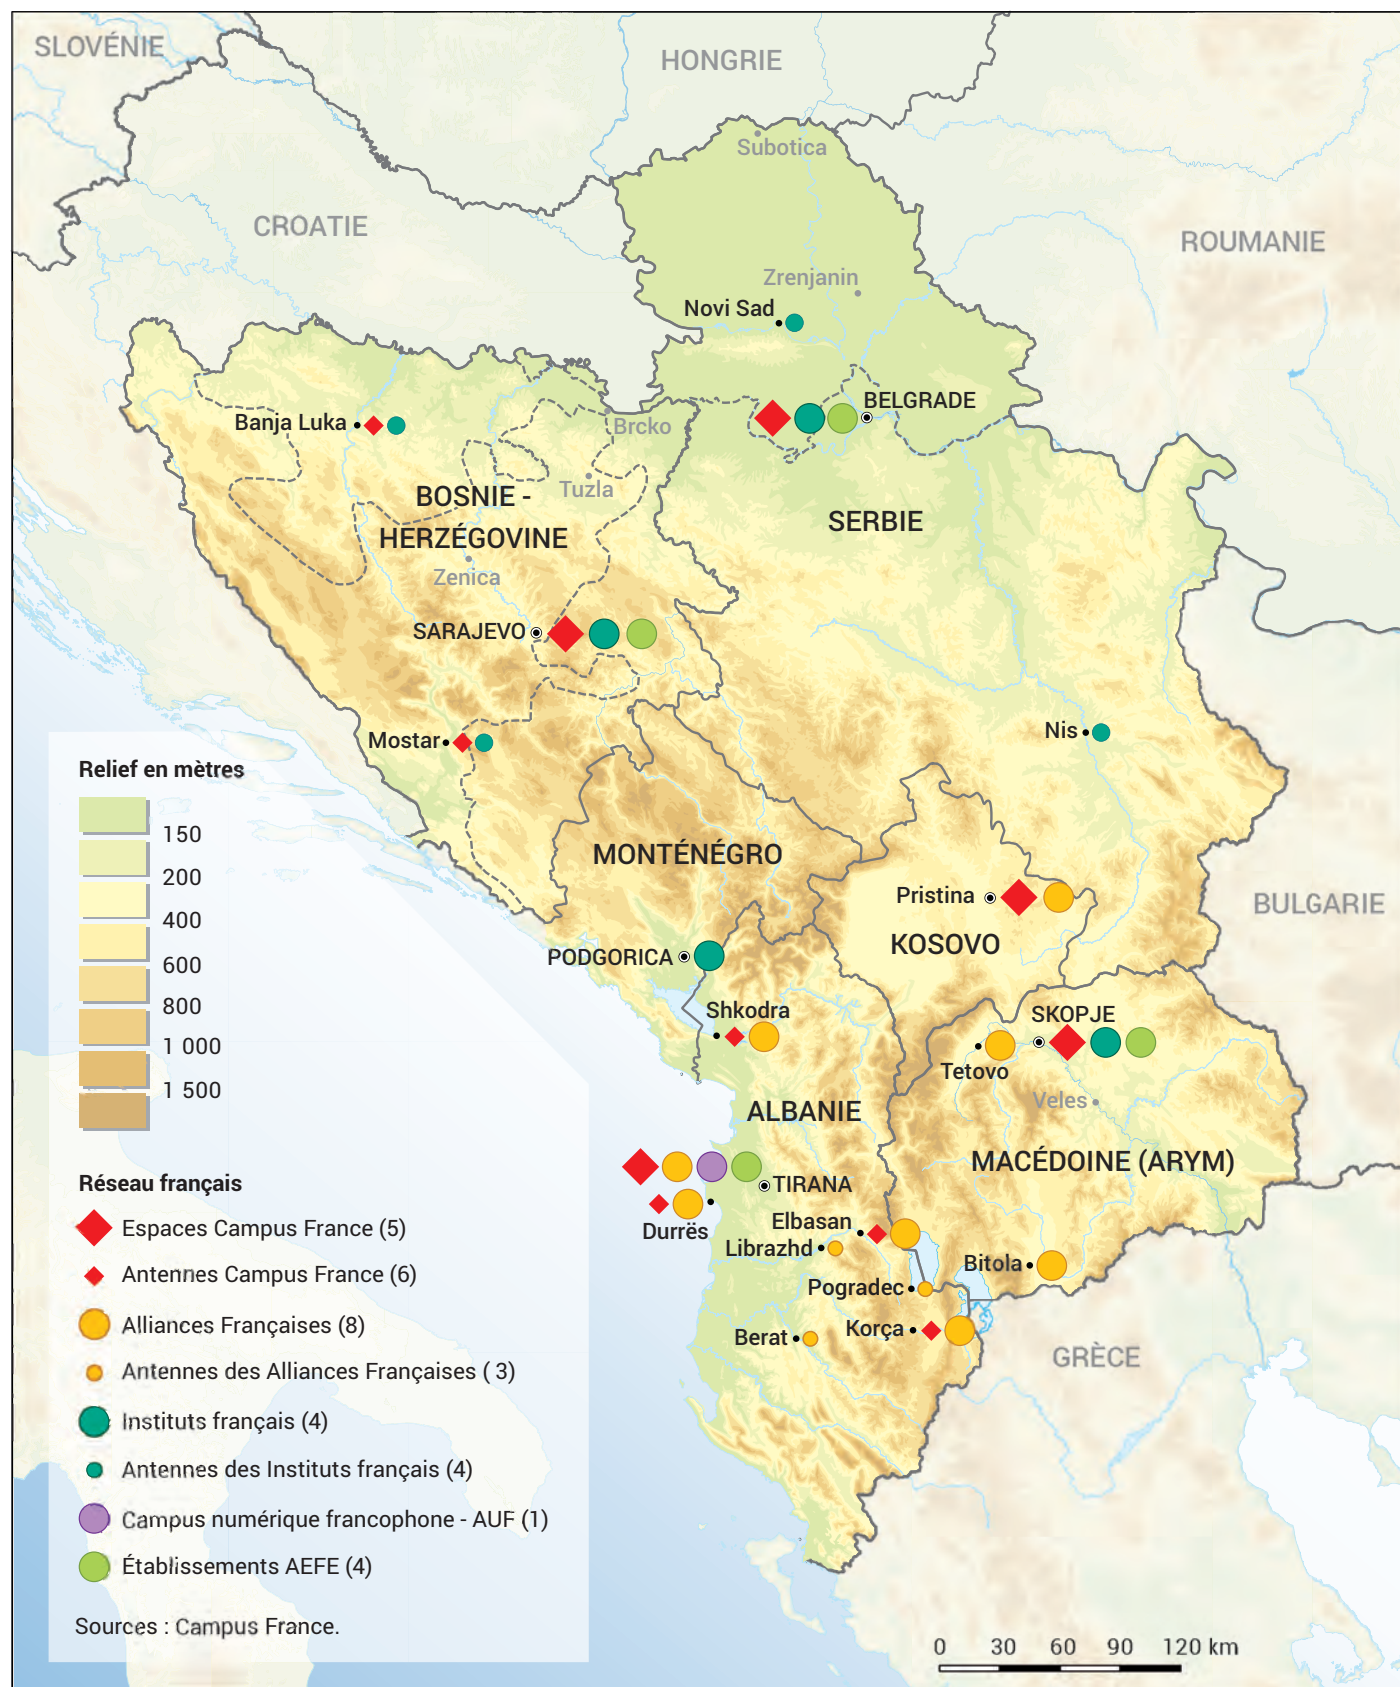 SLOVÉNIE
HONGRIE
Subotica
CROATIE
ROUMANIE
Zrenjanin
Novi Sad
BELGRADE
Banja Luka
Brcko
BOSNIE -
HERZÉGOVINE
Tuzla
SERBIE
Zenica
SARAJEVO
Mostar
Nis
MONTÉNÉGRO
Pristina
KOSOVO
BULGARIE
PODGORICA
Shkodra
SKOPJE
Tetovo
Veles
ALBANIE
MACÉDOINE (ARYM)
TIRANA
Durrës
Elbasan
Librazhd
Bitola
Pogradec
Korça
Berat
GRÈCE
Relief en mètres
150
200
400
600
800
1 000
1 500
Réseau français
Espaces Campus France (5)
Antennes Campus France (6)
Alliances Françaises (8)
Antennes des Alliances Françaises ( 3)
Instituts français (4)
Antennes des Instituts français (4)
Campus numérique francophone - AUF (1)
Établissements AEFE (4)
Sources : Campus France.
0 30 60 90 120 km